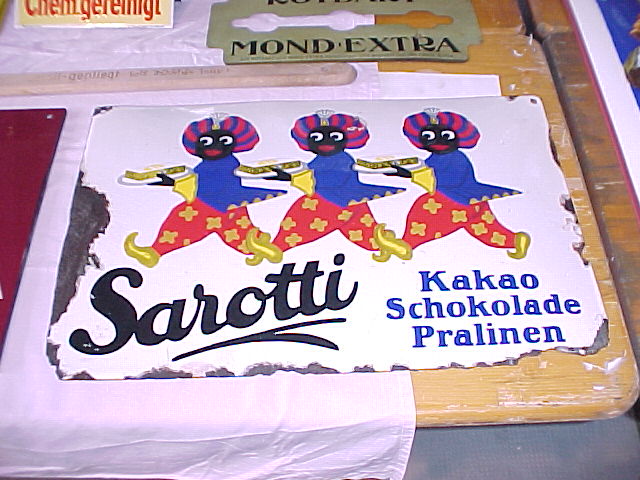 Chem.gereinigt
MOND-EXTRA
Sarotti
Kakao
Schokolade
Pralinen